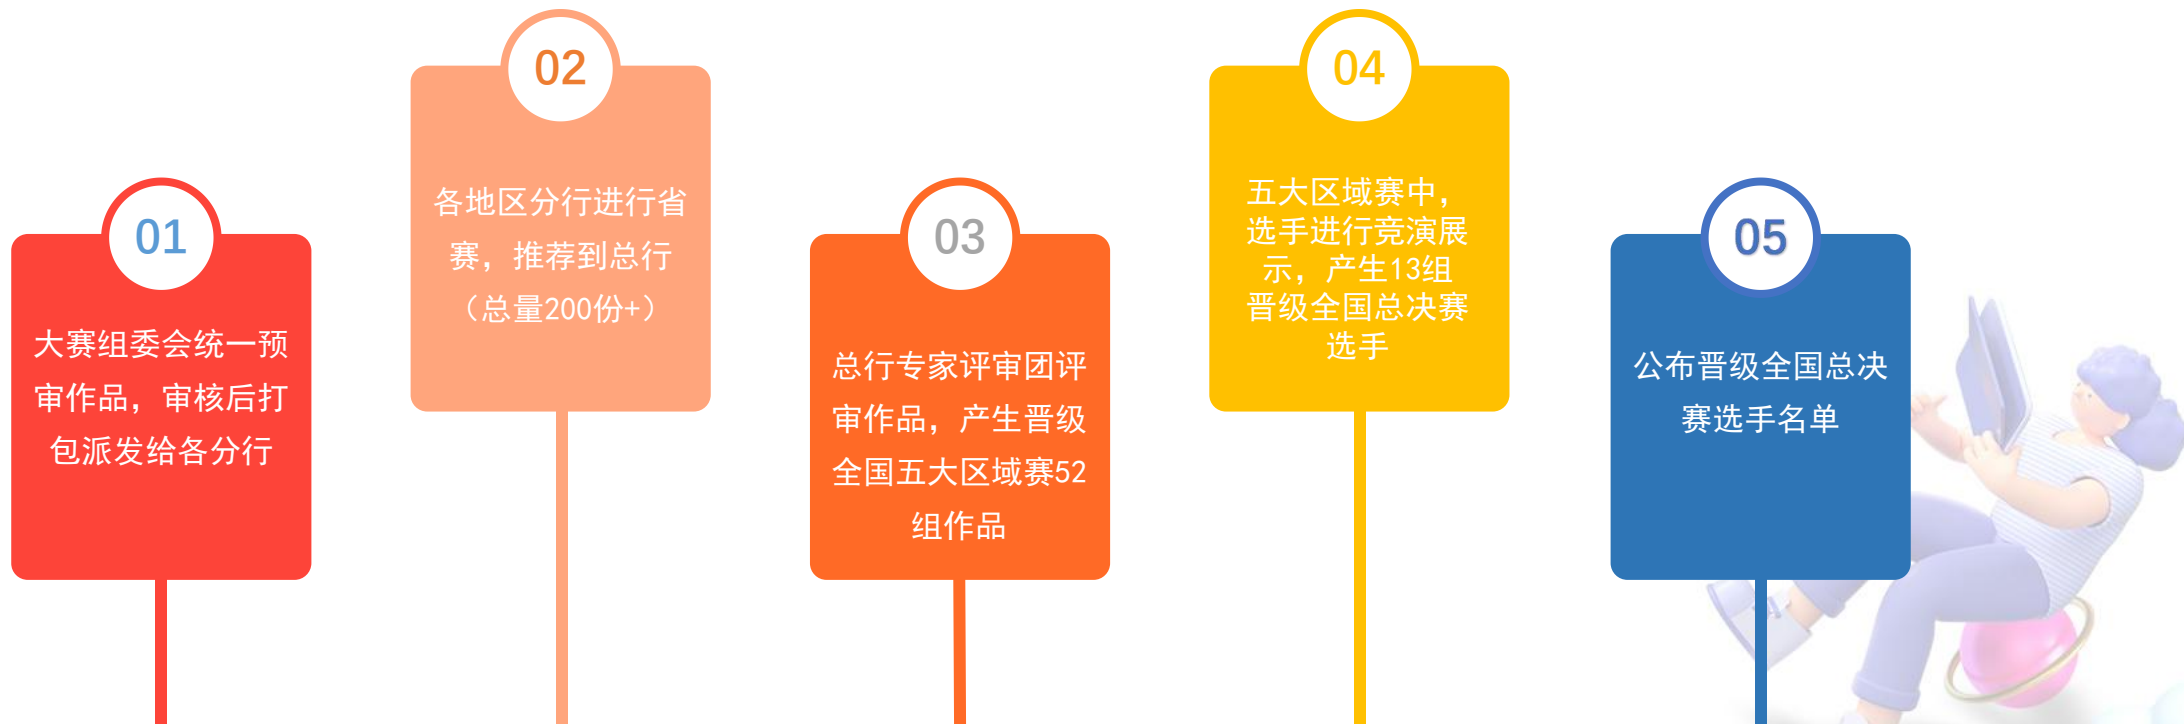 01
大赛组委会统一预
审作品，审核后打
包派发给各分行
02
各地区分行进行省
赛，推荐到总行
（总量200份+）
03
总行专家评审团评
审作品，产生晋级
全国五大区域赛52
组作品
04
五大区域赛中，
选手进行竞演展
示，产生13组
晋级全国总决赛
选手
05
公布晋级全国总决
赛选手名单